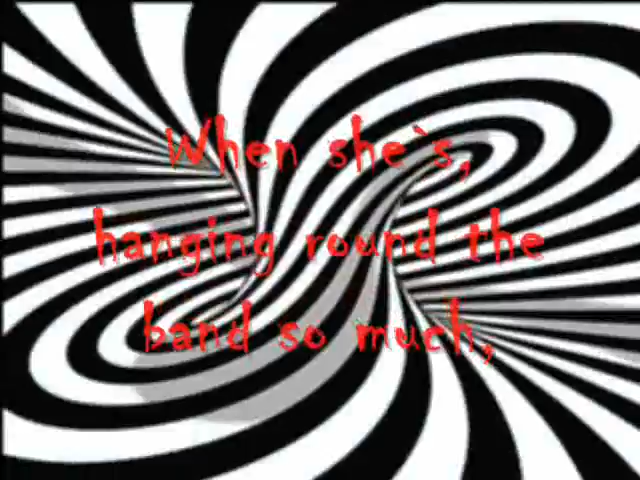 When she`s,
hanging round the
band so much,